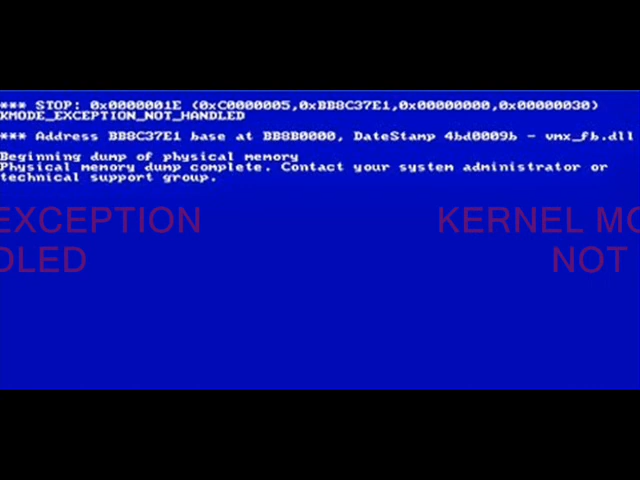 *** STOP: 0x0000001E (0xC0000005,0xBB8C37E1,0x00000000,0x00000030)
KMODE_EXCEPTION_NOT_HANDLED
*** Address BB8C37E1 base at BB8B0000, DateStamp 4bd0009b - vmx_fb.dll
Beginning dump of physical memory
Physical memory dump complete. Contact your system administrator or
technical support group.
EXCEPTION KERNEL MO
DLED NOT